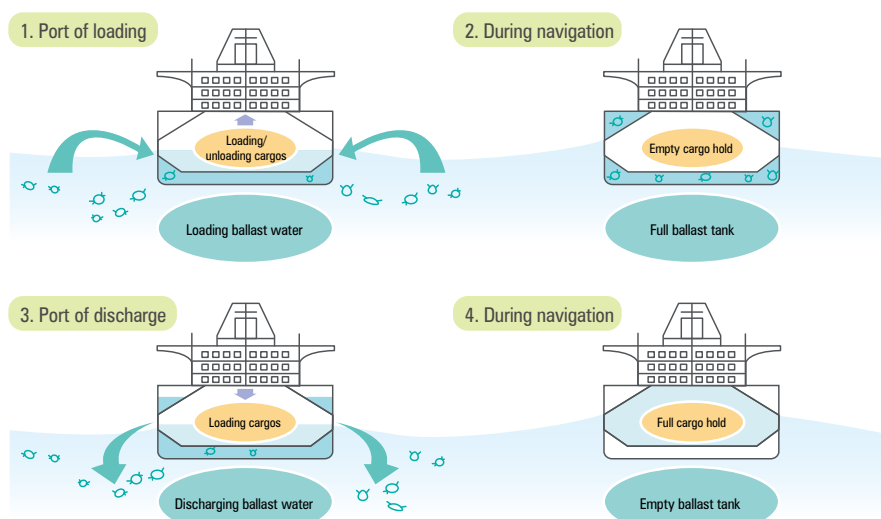 1. Port of loading
Loading/
unloading cargos
Loading ballast water
2. During navigation
Empty cargo hold
Full ballast tank
3. Port of discharge
Loading cargos
Discharging ballast water
4. During navigation
Full cargo hold
Empty ballast tank